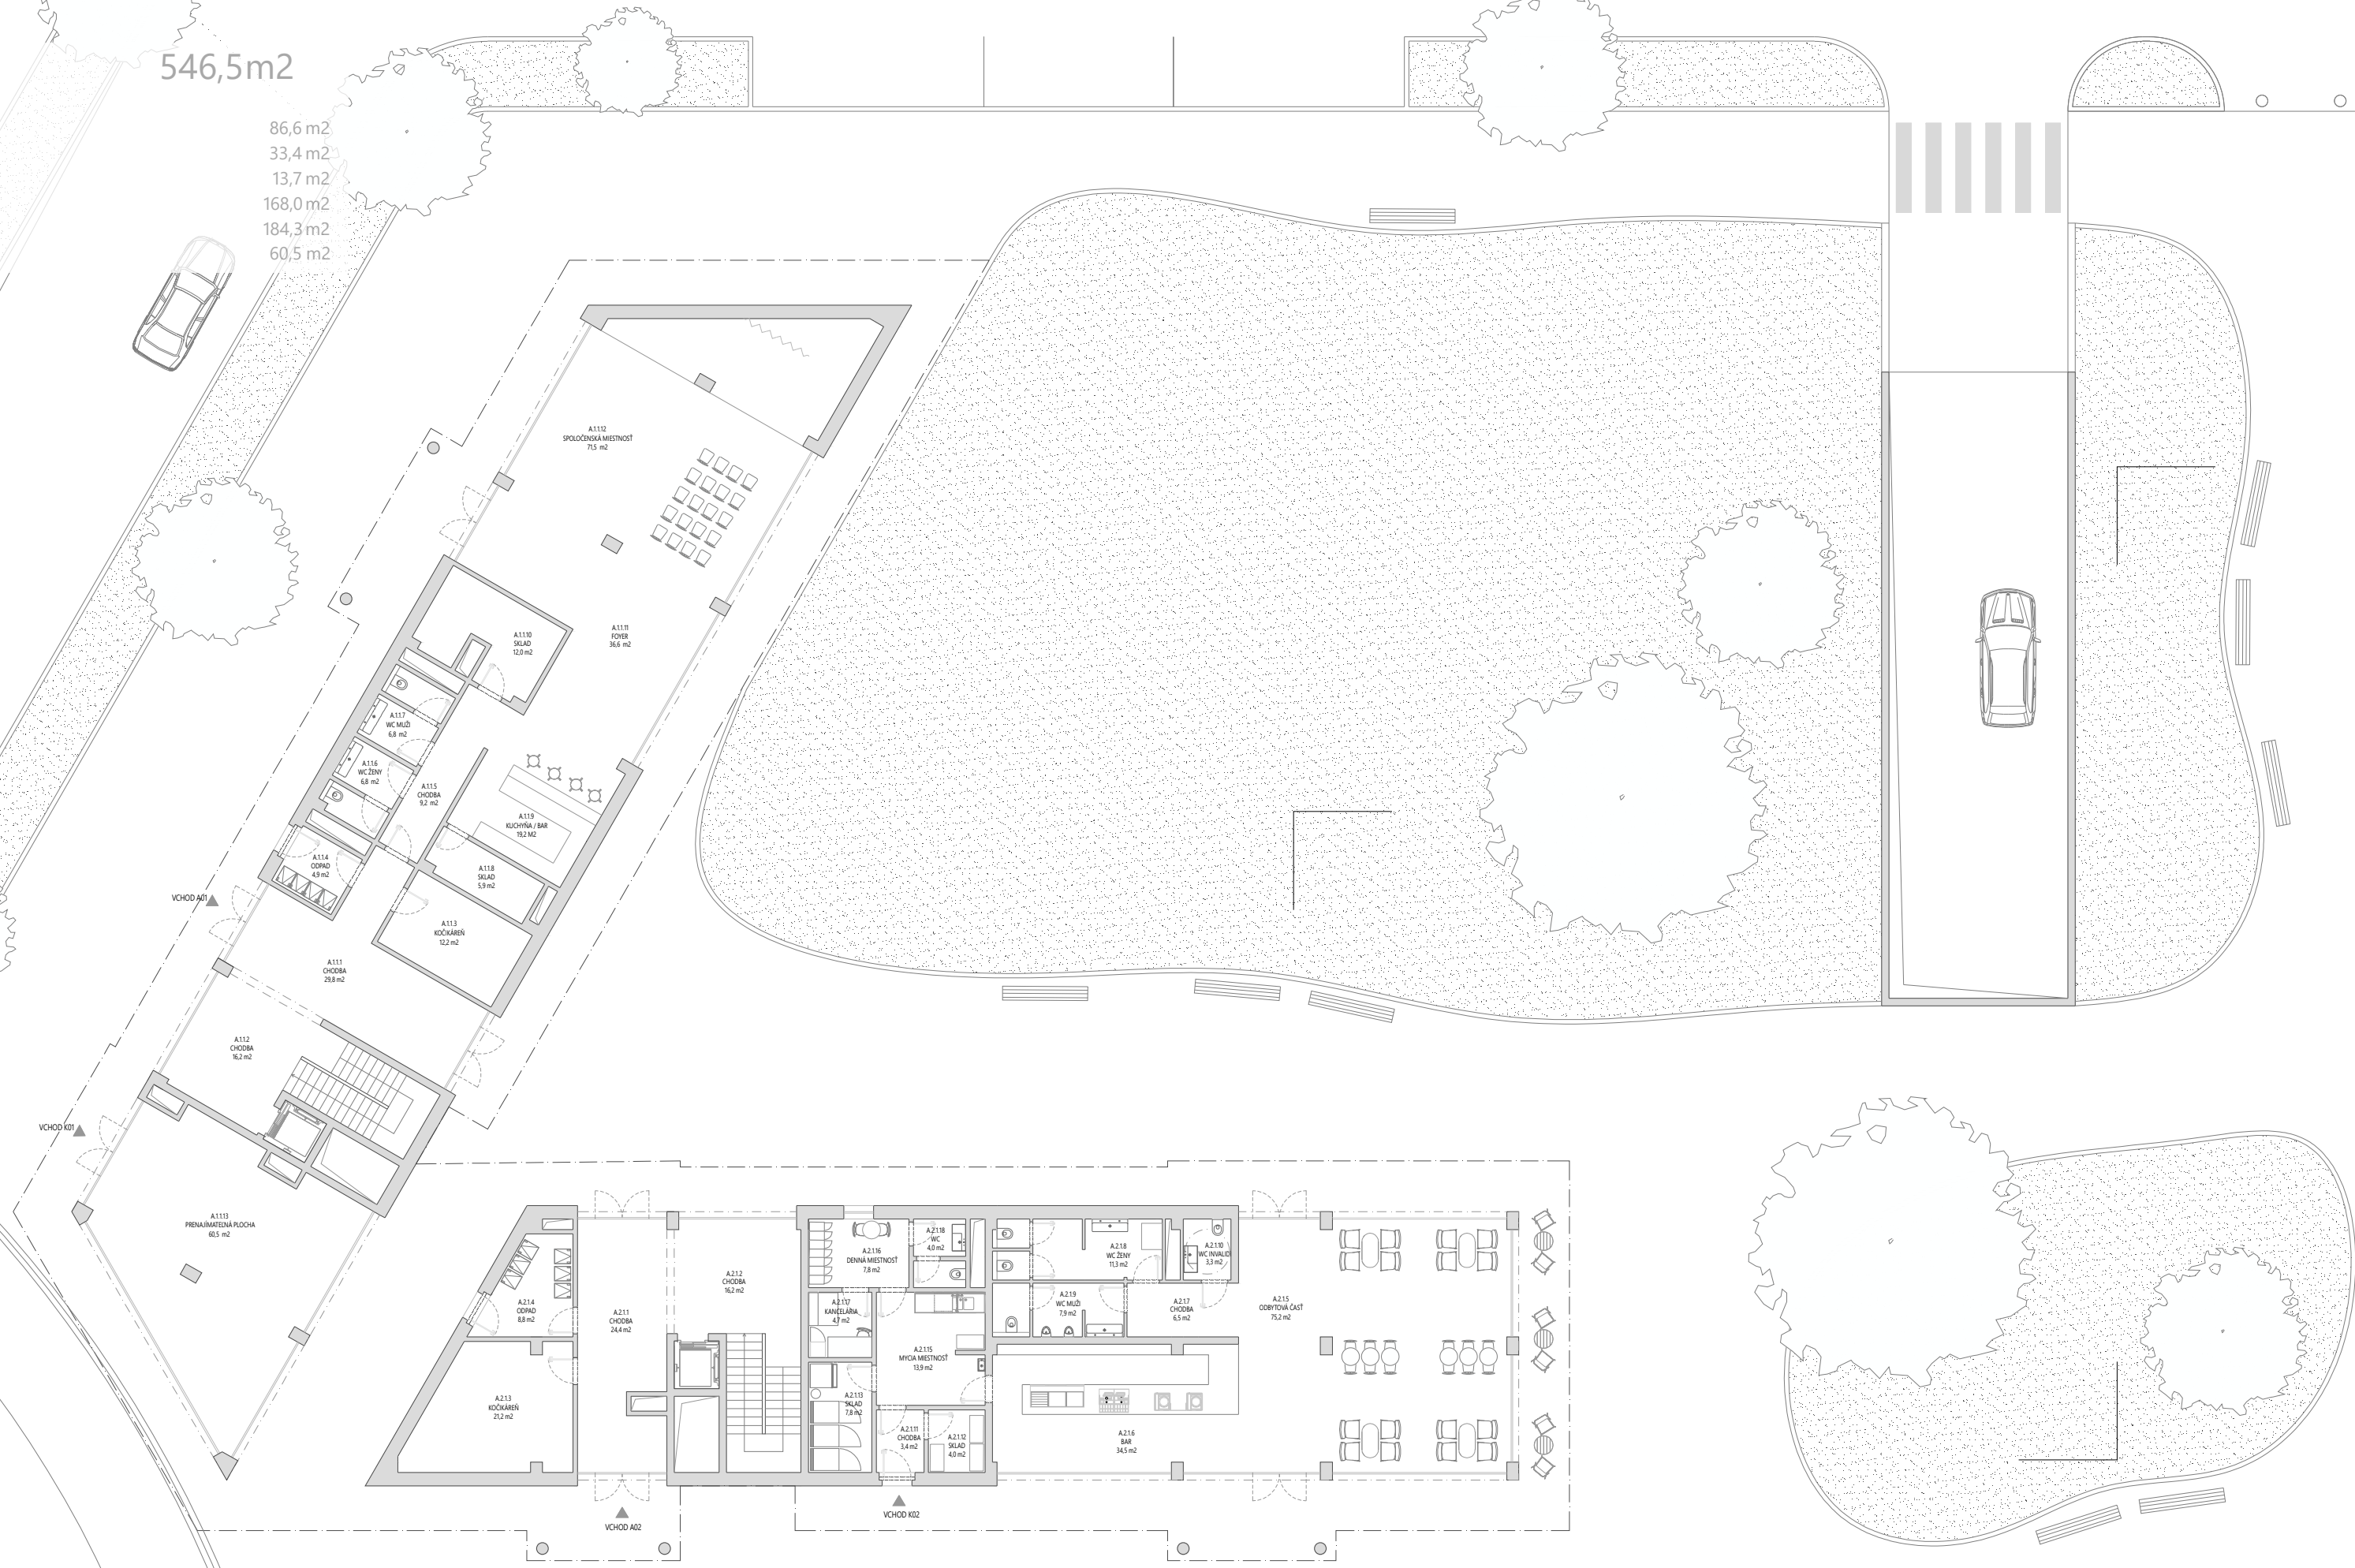 546,5m2
86,6 m2
33,4 m2
13,7 m2
168,0 m2
184,3 m2
60,5 m2
A.1.1.12
SPOLOČENSKÁ MIESTNOSŤ
71,5 m2
A.1.1.10
SKLAD
12,0 m2
A.1.1.11
FOYER
36,6 m2
A.1.1.7
WC MUŽI
6,8 m2
A.1.1.6
WC ŽENY
6,8 m2
A.1.1.5
CHODBA
9,2 m2
A.1.1.9
KUCHYŇA / BAR
19,2 M2
A.1.1.4
ODPAD
4,9 m2
A.1.1.8
SKLAD
5,9 m2
VCHOD A01
A.1.1.3
KOČIKÁREŇ
12,2 m2
A.1.1.1
CHODBA
29,8 m2
A.1.1.2
CHODBA
16,2 m2
VCHOD K01
A.1.1.13
PRENAJÍMATEĽNÁ PLOCHA
60,5 m2
A.2.1.4
ODPAD
8,8 m2
A.2.1.3
KOČIKÁREŇ
21,2 m2
A.2.1.1
CHODBA
24,4 m2
A.2.1.2
CHODBA
16,2 m2
A.2.1.16
DENNÁ MIESTNOSŤ
7,8 m2
A.2.1.18
WC
4,0 m2
A.2.1.17
KANCELÁRIA
4,7 m2
A.2.1.15
MYCIA MIESTNOSŤ
13,9 m2
A.2.1.13
SKLAD
7,8 m2
A.2.1.11
CHODBA
3,4 m2
A.2.1.12
SKLAD
4,0 m2
A.2.1.8
WC ŽENY
11,3 m2
A.2.1.10
WC INVALIDI
3,3 m2
A.2.1.9
WC MUŽI
7,9 m2
A.2.1.7
CHODBA
6,5 m2
A.2.1.5
ODBYTOVÁ ČASŤ
75,2 m2
A.2.1.6
BAR
34,5 m2
VCHOD A02
VCHOD K02